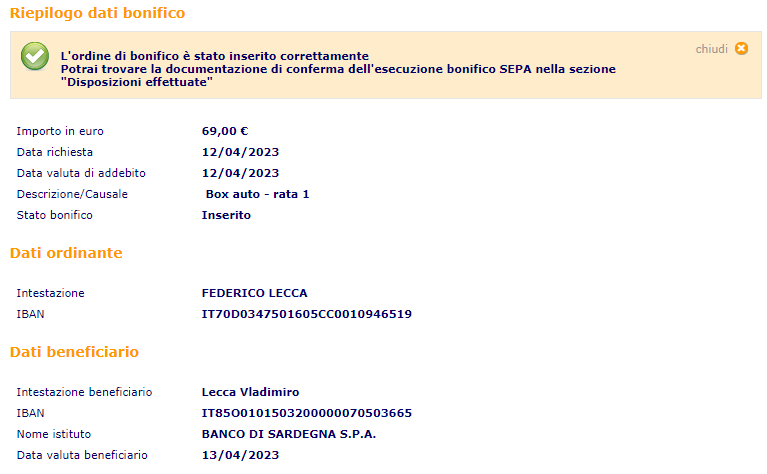 Riepilogo dati bonifico
chiudi
L'ordine di bonifico è stato inserito correttamente
Potrai trovare la documentazione di conferma dell'esecuzione bonifico SEPA nella sezione
"Disposizioni effettuate"
Importo in euro 69,00 €
Data richiesta 12/04/2023
Data valuta di addebito 12/04/2023
Descrizione/Causale Box auto - rata 1
Stato bonifico Inserito
Dati ordinante
Intestazione FEDERICO LECCA
IBAN IT70D0347501605CC0010946519
Dati beneficiario
Intestazione beneficiario Lecca Vladimiro
IBAN IT85O0101503200000070503665
Nome istituto BANCO DI SARDEGNA S.P.A.
Data valuta beneficiario 13/04/2023